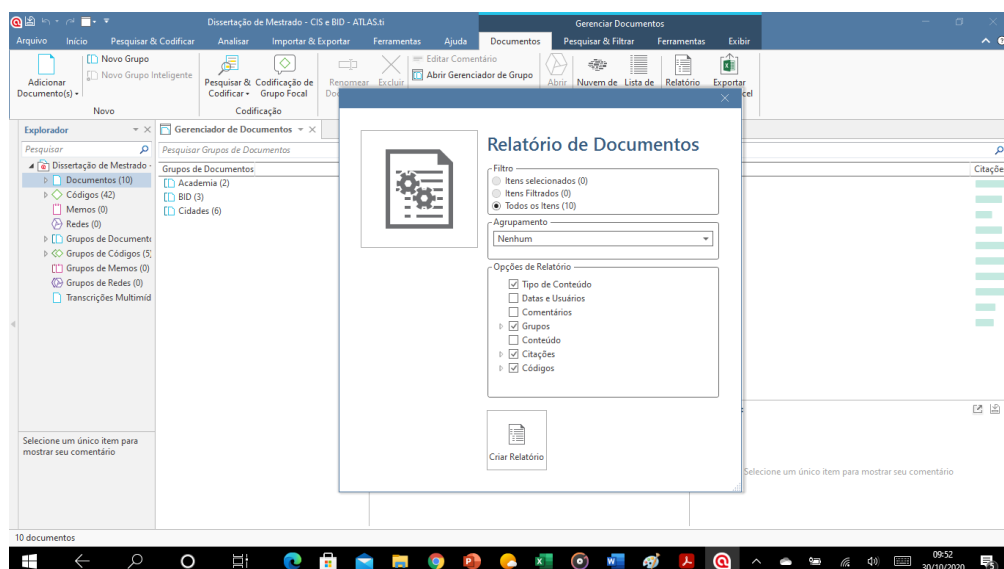 Dissertação de Mestrado - CIS e BID - ATLAS.ti
Gerenciar Documentos
Arquivo Início Pesquisar & Codificar Analisar Importar & Exportar Ferramentas Ajuda Documentos Pesquisar & Filtrar Ferramentas Exibir
Adicionar Documento(s)
Novo Grupo
Novo Grupo Inteligente
Novo
Pesquisar & Codificar
Codificação de Grupo Focal
Codificação
Renomear
Excluir
Editar Comentário
Abrir Gerenciador de Grupo
Abrir
Nuvem de
Lista de
Relatório
Exportar
cel
Explorador
Pesquisar
Dissertação de Mestrado -
Documentos (10)
Códigos (42)
Memos (0)
Redes (0)
Grupos de Document
Grupos de Códigos (5)
Grupos de Memos (0)
Grupos de Redes (0)
Transcrições Multimíd
Selecione um único item para
mostrar seu comentário
Gerenciador de Documentos
Pesquisar Grupos de Documentos
Grupos de Documentos
Academia (2)
BID (3)
Cidades (6)
Relatório de Documentos
Filtro
Itens selecionados (0)
Itens Filtrados (0)
Todos os Itens (10)
Agrupamento
Nenhum
Opções de Relatório
Tipo de Conteúdo
Datas e Usuários
Comentários
Grupos
Conteúdo
Citações
Códigos
Criar Relatório
Citaçõe
Selecione um único item para mostrar seu comentário
10 documentos
09:52
30/10/2020